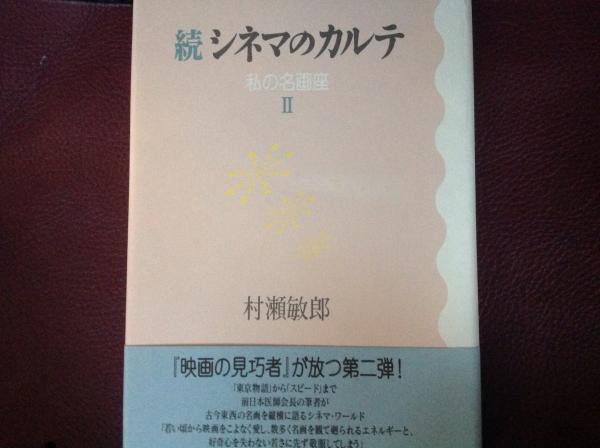 続 シネマのカルテ
私の名画座
II
村瀬敏郎
『映画の見巧者』が放つ第二弾!
「東京物語」から「スピード」まで
前日本医師会長の筆者が
古今東西の名画を縦横に語るシネマ・ワールド
「若い頃から映画をこよなく愛し、数多く名画を観て廻られるエネルギーと、
好奇心を失わない若さに先ず敬服してしまう」